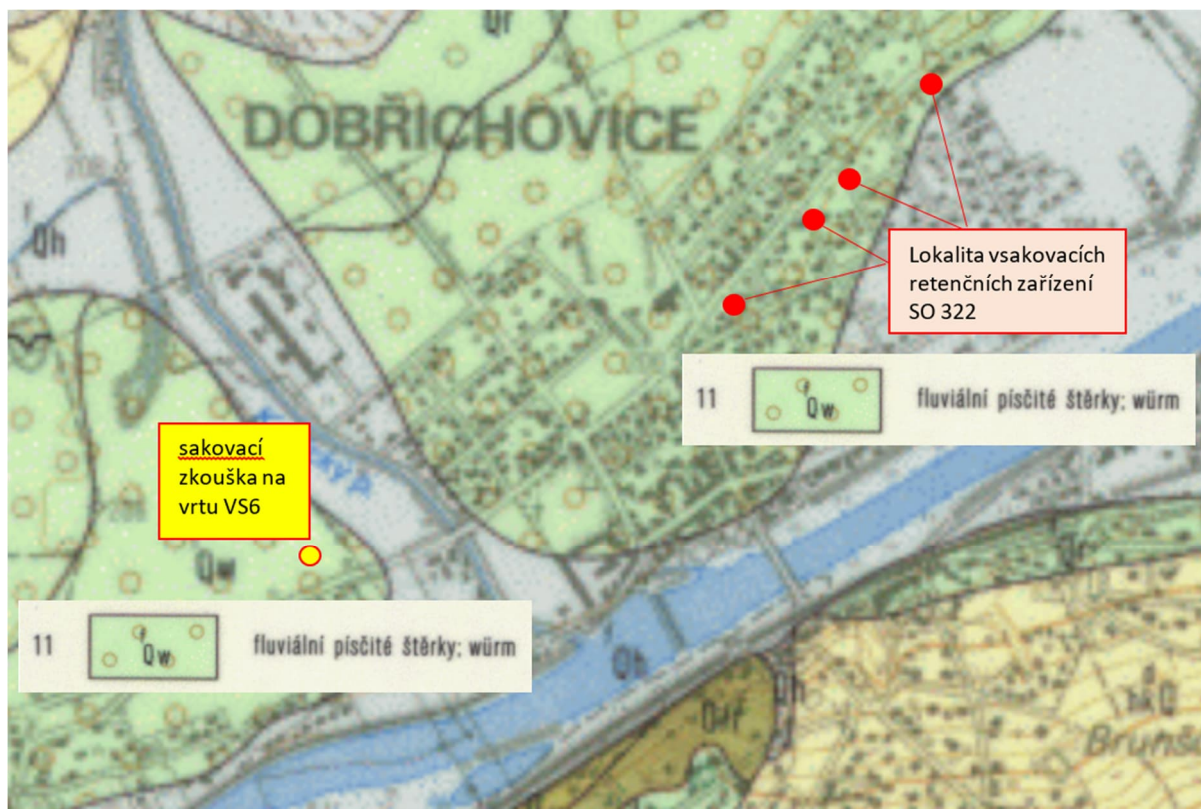 DOBŘICHOVICE
Qh
Lokalita vsakovacích
retenčních zařízení
SO 322
11 Qw fluviální písčité štěrky; würm
sakovací
zkouška na
vrtu VS6
Qw
11 Qw fluviální písčité štěrky; würm
Qh